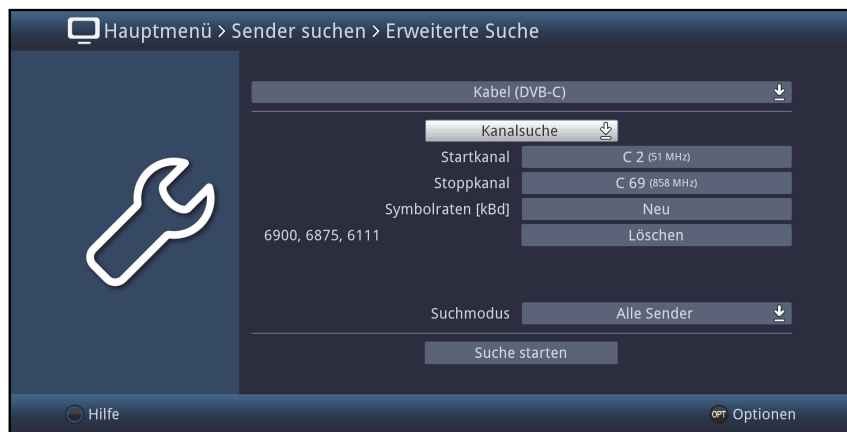 Hauptmenü > Sender suchen > Erweiterte Suche
Kabel (DVB-C)
Kanalsuche
Startkanal C 2 (51 MHz)
Stoppkanal C 69 (858 MHz)
Symbolraten [kBd] Neu
6900, 6875, 6111 Löschen
Suchmodus Alle Sender
Suche starten
Hilfe OPT Optionen